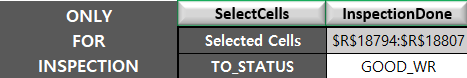 ONLY
FOR
INSPECTION
SelectCells InspectionDone
Selected Cells $R$18794:$R$18807
TO_STATUS GOOD_WR